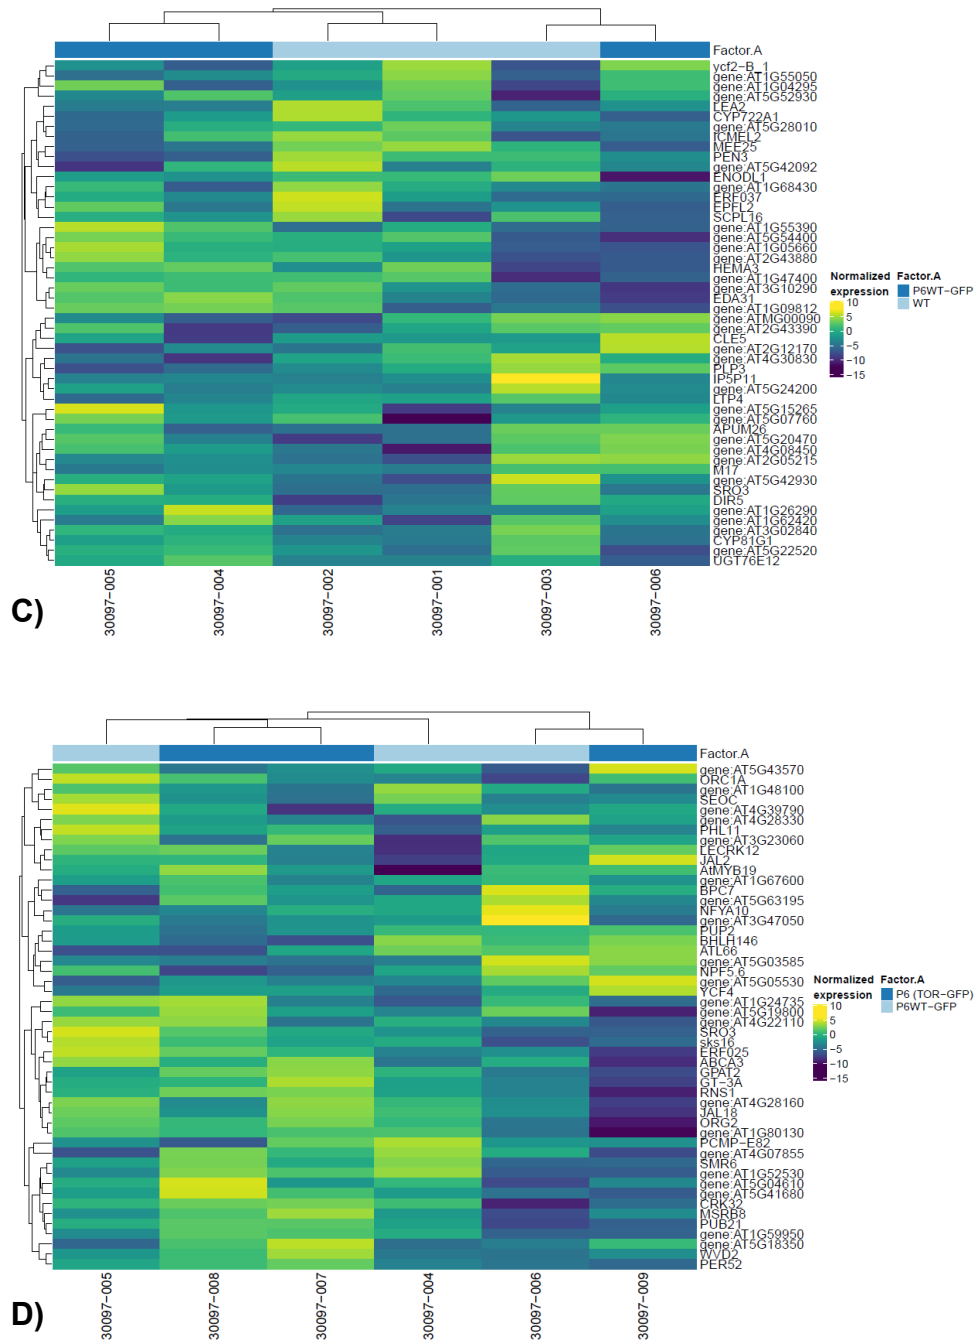 Factor.A
ycf2-B_1
gene:AT1G55050
gene:AT1G04295
gene:AT5G52930
LEA2
CYP722A1
gene:AT5G28010
ICMEL2
MEE25
PEN3
gene:AT5G42092
ENODL1
gene:AT1G68430
ERF037
EPFL2
SCPL16
gene:AT1G55390
gene:AT5G54400
gene:AT1G05660
gene:AT2G43880
HEMA3
gene:AT1G47400
gene:AT3G10290
EDA31
gene:AT1G09812
gene:ATMG00090
gene:AT2G43390
CLE5
gene:AT2G12170
gene:AT4G30830
PLP3
IP5P11
gene:AT5G24200
LTP4
gene:AT5G15265
gene:AT5G07760
APUM26
gene:AT5G20470
gene:AT4G08450
gene:AT2G05215
M17
gene:AT5G42930
SRO3
DIR5
gene:AT1G26290
gene:AT1G62420
gene:AT3G02840
CYP81G1
gene:AT5G22520
UGT76E12
Normalized expression
10
5
0
−5
−10
−15
Factor.A
P6WT−GFP
WT
30097−005
30097−004
30097−002
30097−001
30097−003
30097−006
C)
Factor.A
gene:AT5G43570
ORC1A
gene:AT1G48100
SEOC
gene:AT4G39790
gene:AT4G28330
PHL11
gene:AT3G23060
LECRK12
JAL2
AtMYB19
gene:AT1G67600
BPC7
gene:AT5G63195
NFYA10
gene:AT3G47050
PUP2
BHLH146
ATL66
gene:AT5G03585
NPF5.6
gene:AT5G05530
YCF4
gene:AT1G24735
gene:AT5G19800
gene:AT4G22110
SRO3
sks16
ERF025
ABCA3
GPAT2
GT−3A
RNS1
gene:AT4G28160
JAL18
ORG2
gene:AT1G80130
PCMP−E82
gene:AT4G07855
SMR6
gene:AT1G52530
gene:AT5G04610
gene:AT5G41680
CRK32
MSRB8
PUB21
gene:AT1G59950
gene:AT5G18350
WVD2
PER52
Normalized expression
10
5
0
−5
−10
−15
Factor.A
P6 (TOR−GFP)
P6WT−GFP
30097−005
30097−008
30097−007
30097−004
30097−006
30097−009
D)